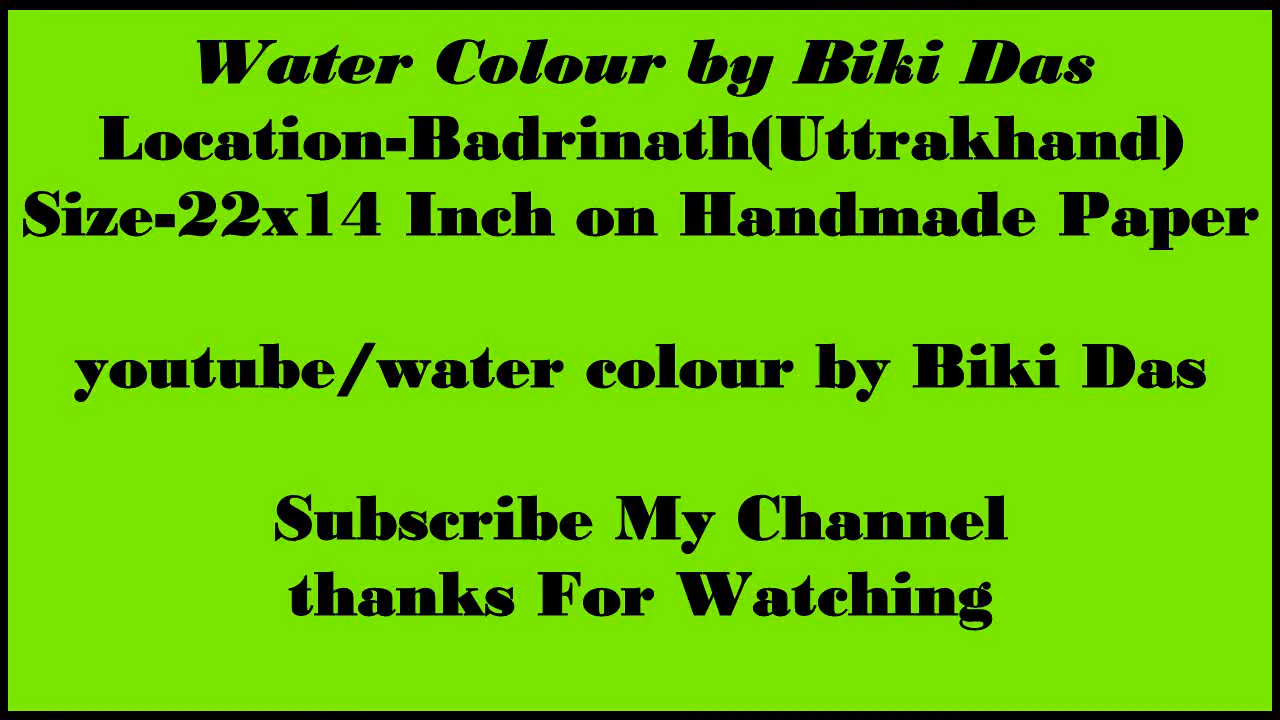 Water Colour by Biki Das
Location-Badrinath(Uttrakhand)
Size-22x14 Inch on Handmade Paper
youtube/water colour by Biki Das
Subscribe My Channel
thanks For Watching